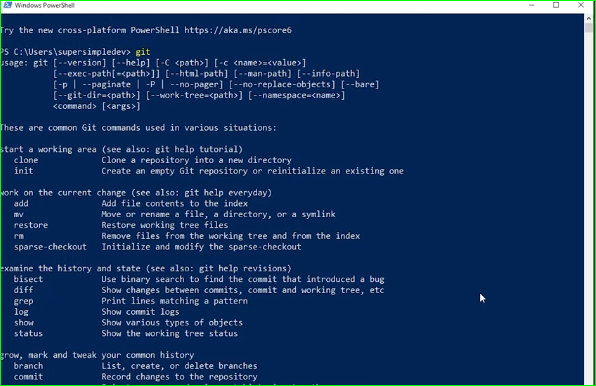 Windows PowerShell
Try the new cross-platform PowerShell https://aka.ms/pscore6
PS C:\Users\supersimpledev> git
usage: git [--version] [--help] [-C <path>] [-c <name>=<value>]
[--exec-path[=<path>]] [--html-path] [--man-path] [--info-path]
[-p | --paginate | -P | --no-pager] [--no-replace-objects] [--bare]
[--git-dir=<path>] [--work-tree=<path>] [--namespace=<name>]
<command> [<args>]
These are common Git commands used in various situations:
start a working area (see also: git help tutorial)
clone Clone a repository into a new directory
init Create an empty Git repository or reinitialize an existing one
work on the current change (see also: git help everyday)
add Add file contents to the index
mv Move or rename a file, a directory, or a symlink
restore Restore working tree files
rm Remove files from the working tree and from the index
sparse-checkout Initialize and modify the sparse-checkout
examine the history and state (see also: git help revisions)
bisect Use binary search to find the commit that introduced a bug
diff Show changes between commits, commit and working tree, etc
grep Print lines matching a pattern
log Show commit logs
show Show various types of objects
status Show the working tree status
grow, mark and tweak your common history
branch List, create, or delete branches
commit Record changes to the repository